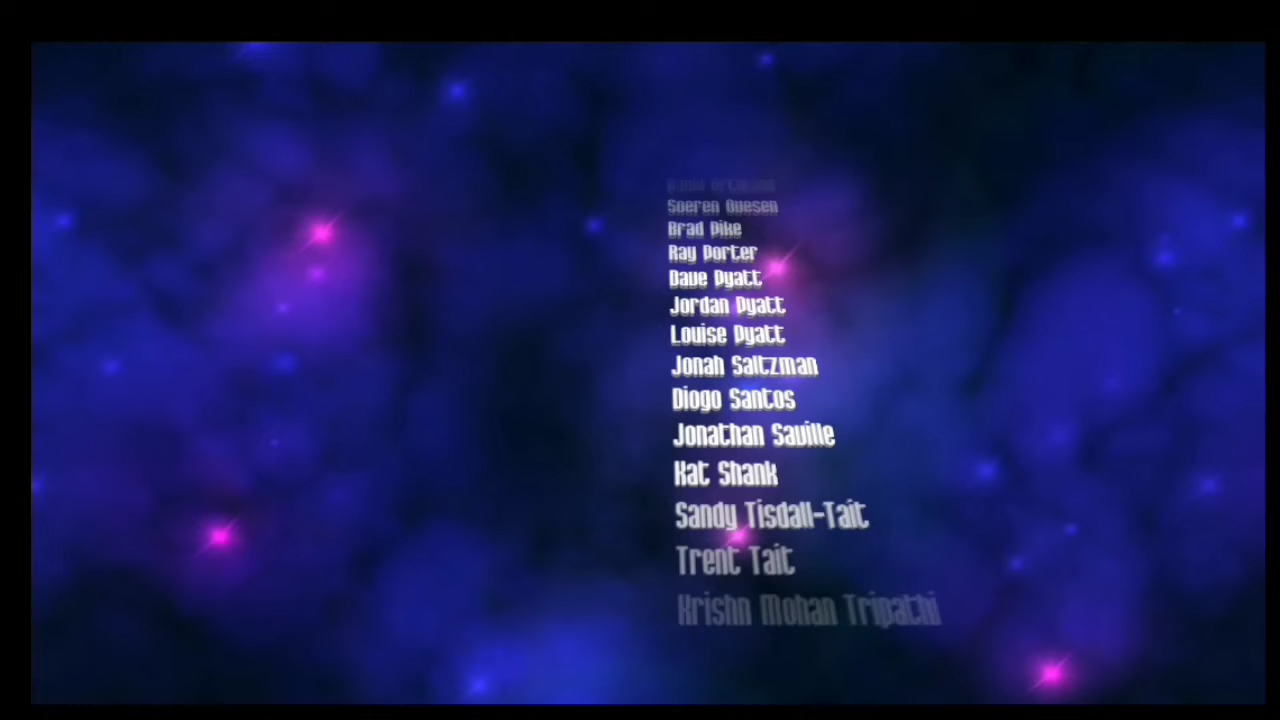 Soeren Ovesen
Brad Pike
Ray Porter
Dave Pyatt
Jordan Pyatt
Louise Pyatt
Jonah Saltzman
Diogo Santos
Jonathan Saville
Kat Shank
Sandy Tisdall-Tait
Trent Tait
Krishn Mohan Tripathi